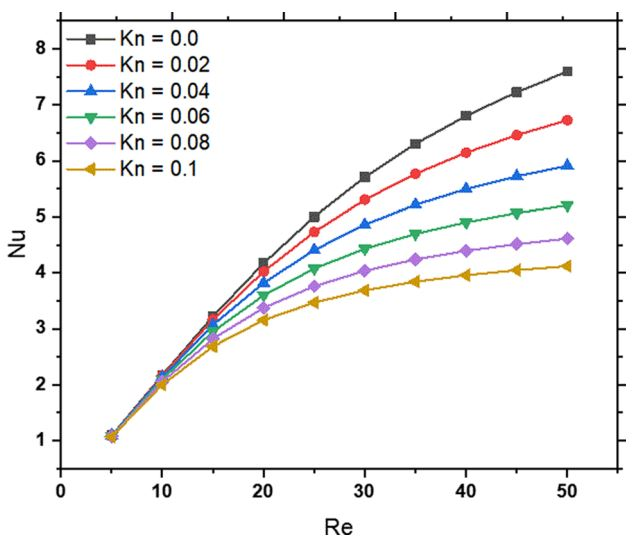 Kn = 0.0
Kn = 0.02
Kn = 0.04
Kn = 0.06
Kn = 0.08
Kn = 0.1
8
7
6
5
4
3
2
1
Nu
0 10 20 30 40 50
Re